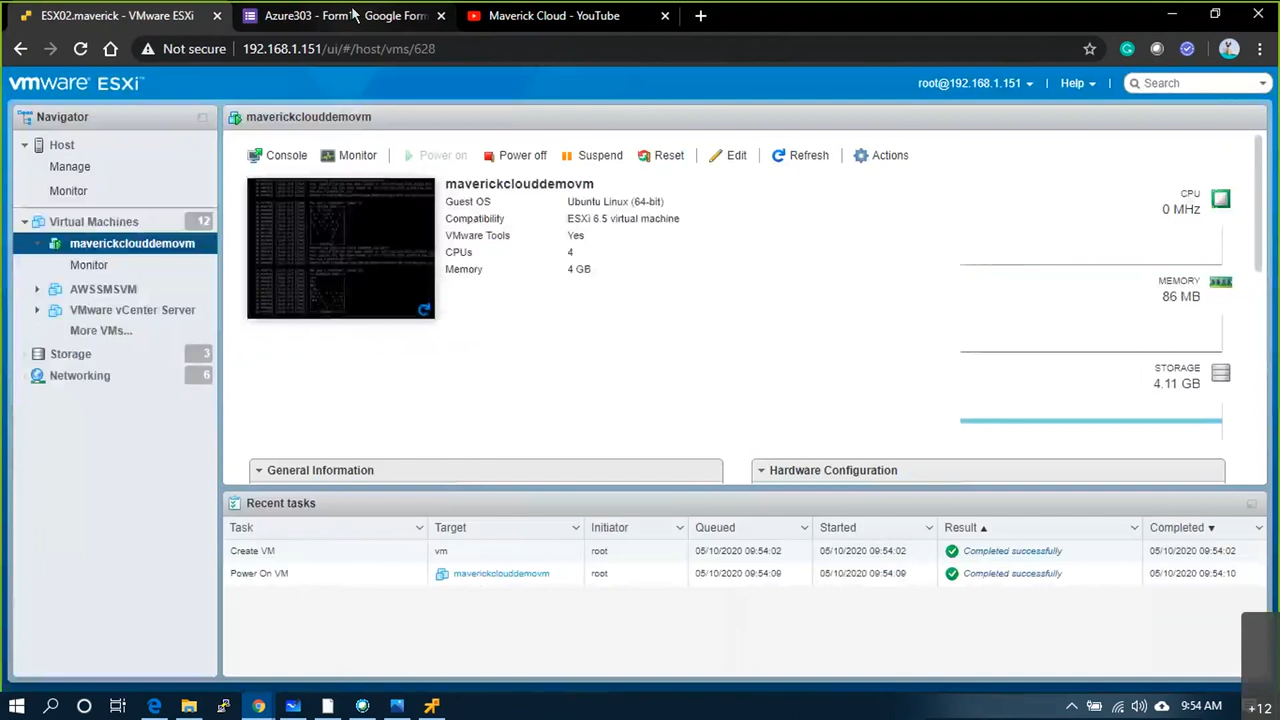 ESX02.maverick - VMware ESXi
Azure303 - Form1 - Google Form
Maverick Cloud - YouTube
Not secure
192.168.1.151/ui/#/host/vms/628
vmware ESXi
root@192.168.1.151
Help
Search
Navigator
Host
Manage
Monitor
Virtual Machines 12
maverickclouddemovm
Monitor
AWSSMSVM
VMware vCenter Server
More VMs...
Storage 3
Networking 6
maverickclouddemovm
Console Monitor Power on Power off Suspend Reset Edit Refresh Actions
maverickclouddemovm
Guest OS Ubuntu Linux (64-bit)
Compatibility ESXi 6.5 virtual machine
VMware Tools Yes
CPUs 4
Memory 4 GB
CPU
0 MHz
MEMORY
86 MB
STORAGE
4.11 GB
General Information
Hardware Configuration
Recent tasks
Task Target Initiator Queued Started Result Completed
Create VM vm root 05/10/2020 09:54:02 05/10/2020 09:54:02 Completed successfully 05/10/2020 09:54:02
Power On VM maverickclouddemovm root 05/10/2020 09:54:09 05/10/2020 09:54:09 Completed successfully 05/10/2020 09:54:10
9:54 AM
+12